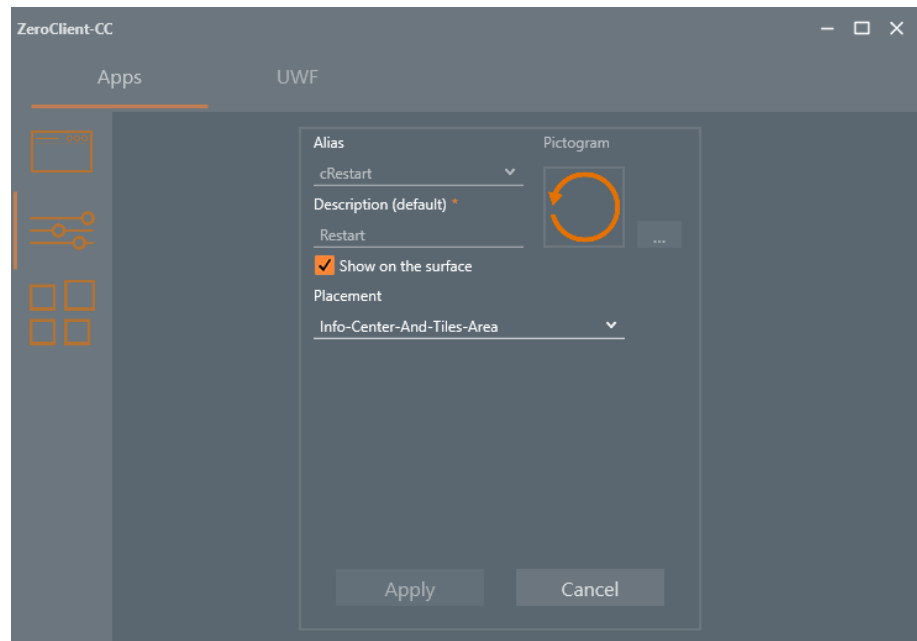 ZeroClient-CC
Apps UWF
Alias Pictogram
cRestart
Description (default) *
Restart
...
Show on the surface
Placement
Info-Center-And-Tiles-Area
Apply Cancel